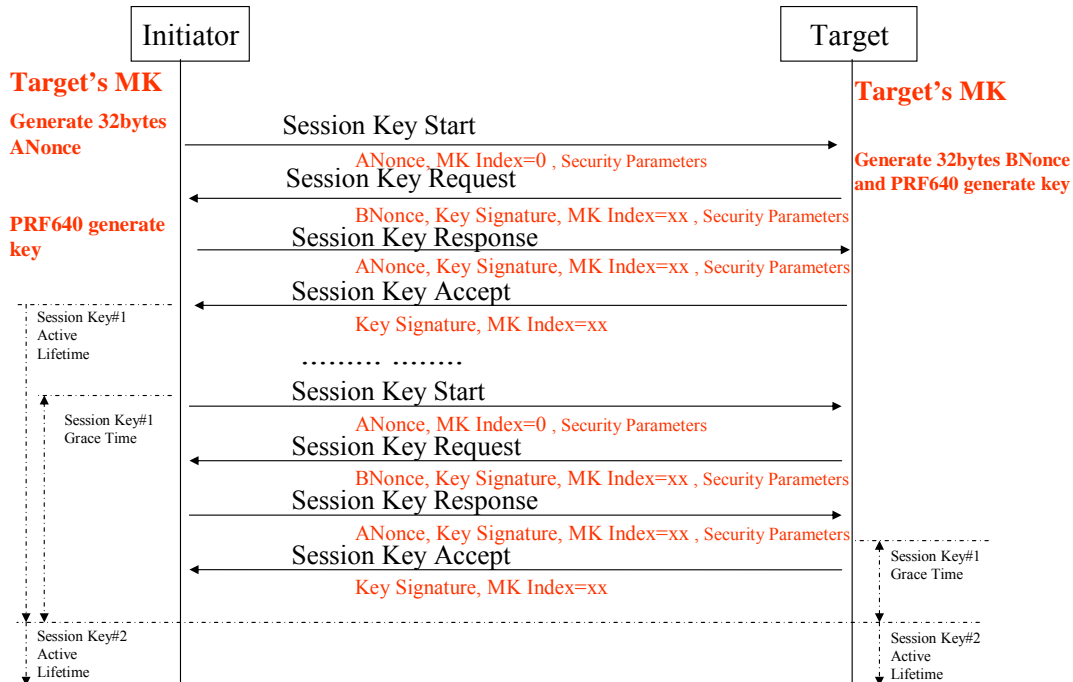 Initiator
Target
Target's MK
Target's MK
Generate 32bytes
ANonce
Session Key Start
ANonce, MK Index=0 , Security Parameters
Generate 32bytes BNonce
and PRF640 generate key
Session Key Request
BNonce, Key Signature, MK Index=xx , Security Parameters
PRF640 generate
key
Session Key Response
ANonce, Key Signature, MK Index=xx , Security Parameters
Session Key Accept
Key Signature, MK Index=xx
Session Key#1
Active
Lifetime
……… ……..
Session Key Start
ANonce, MK Index=0 , Security Parameters
Session Key#1
Grace Time
Session Key Request
BNonce, Key Signature, MK Index=xx , Security Parameters
Session Key Response
ANonce, Key Signature, MK Index=xx , Security Parameters
Session Key Accept
Key Signature, MK Index=xx
Session Key#1
Grace Time
Session Key#2
Active
Lifetime
Session Key#2
Active
Lifetime